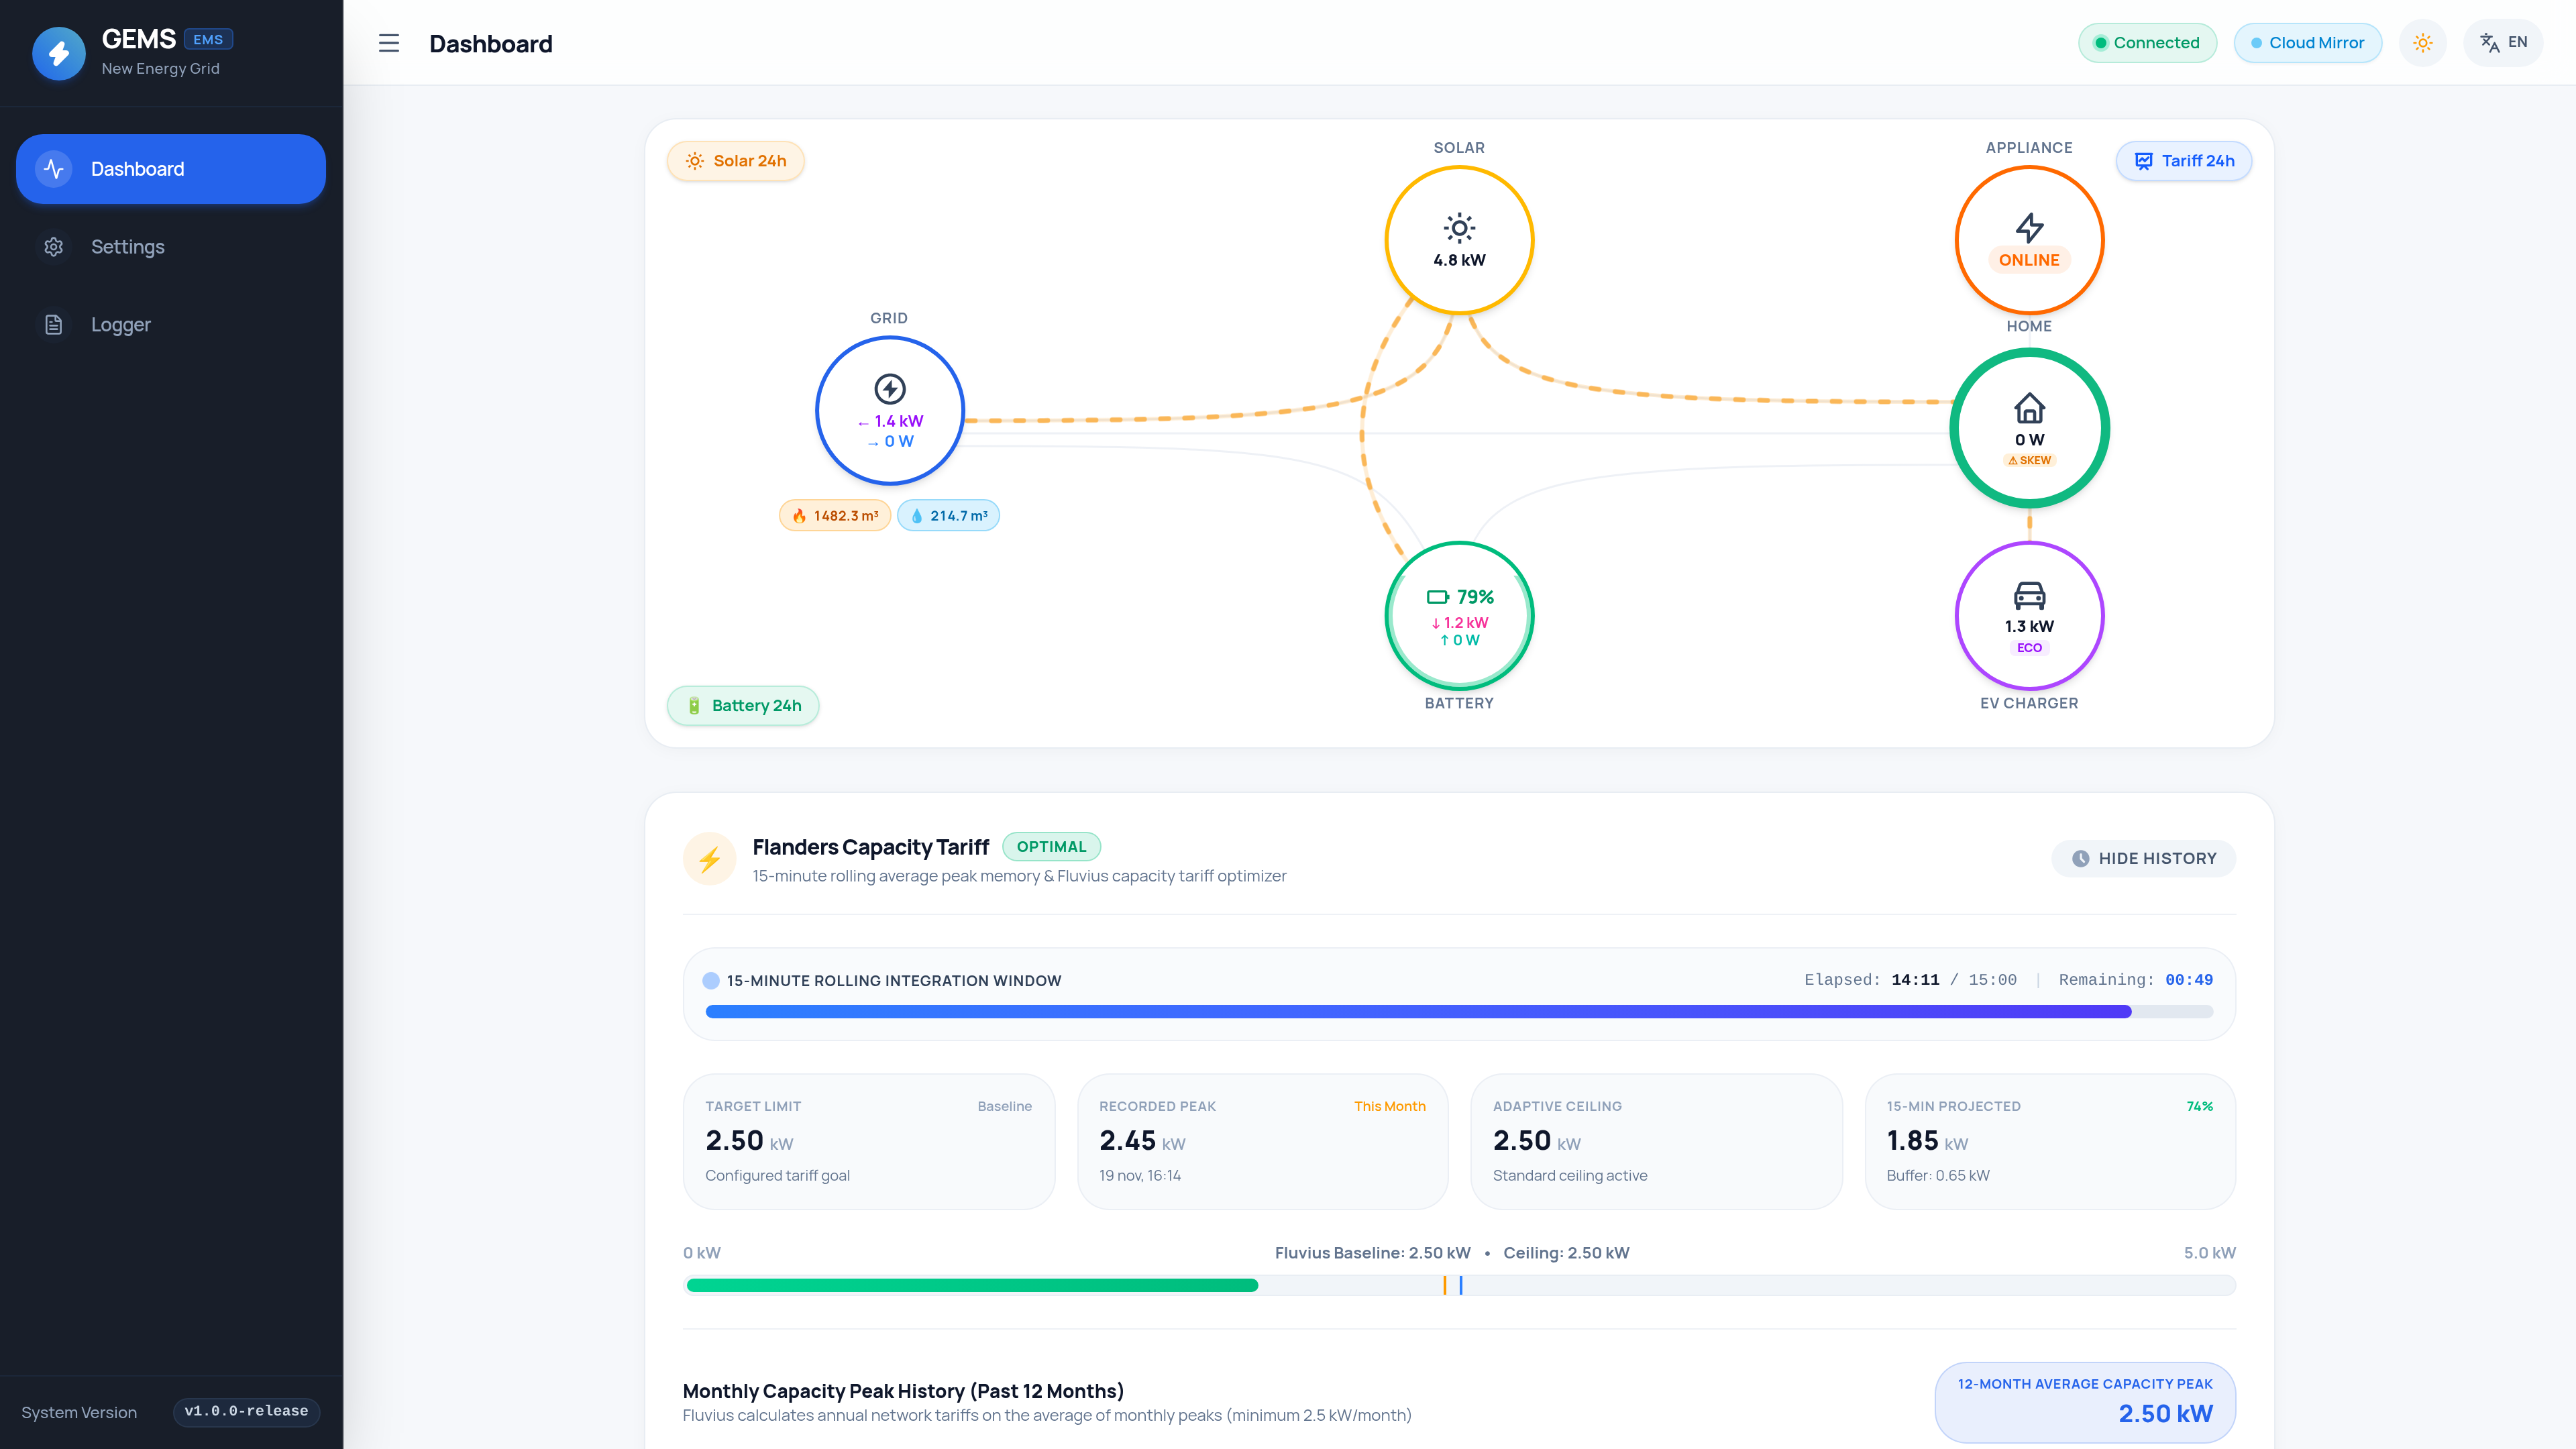 GEMS EMS
New Energy Grid
Dashboard
Settings
Logger
System Version v1.0.0-release
Dashboard
Connected
Cloud Mirror
EN
Solar 24h
SOLAR
4.8 kW
APPLIANCE
ONLINE
Tariff 24h
GRID
← 1.4 kW
→ 0 W
1482.3 m³
214.7 m³
HOME
0 W
⚠ SKEW
79%
↓ 1.2 kW
↑ 0 W
BATTERY
1.3 kW
ECO
EV CHARGER
Battery 24h
Flanders Capacity Tariff OPTIMAL
15-minute rolling average peak memory & Fluvius capacity tariff optimizer
HIDE HISTORY
15-MINUTE ROLLING INTEGRATION WINDOW
Elapsed: 14:11 / 15:00 | Remaining: 00:49
TARGET LIMIT Baseline
2.50 kW
Configured tariff goal
RECORDED PEAK This Month
2.45 kW
19 nov, 16:14
ADAPTIVE CEILING
2.50 kW
Standard ceiling active
15-MIN PROJECTED 74%
1.85 kW
Buffer: 0.65 kW
0 kW
Fluvius Baseline: 2.50 kW • Ceiling: 2.50 kW
5.0 kW
Monthly Capacity Peak History (Past 12 Months)
Fluvius calculates annual network tariffs on the average of monthly peaks (minimum 2.5 kW/month)
12-MONTH AVERAGE CAPACITY PEAK
2.50 kW